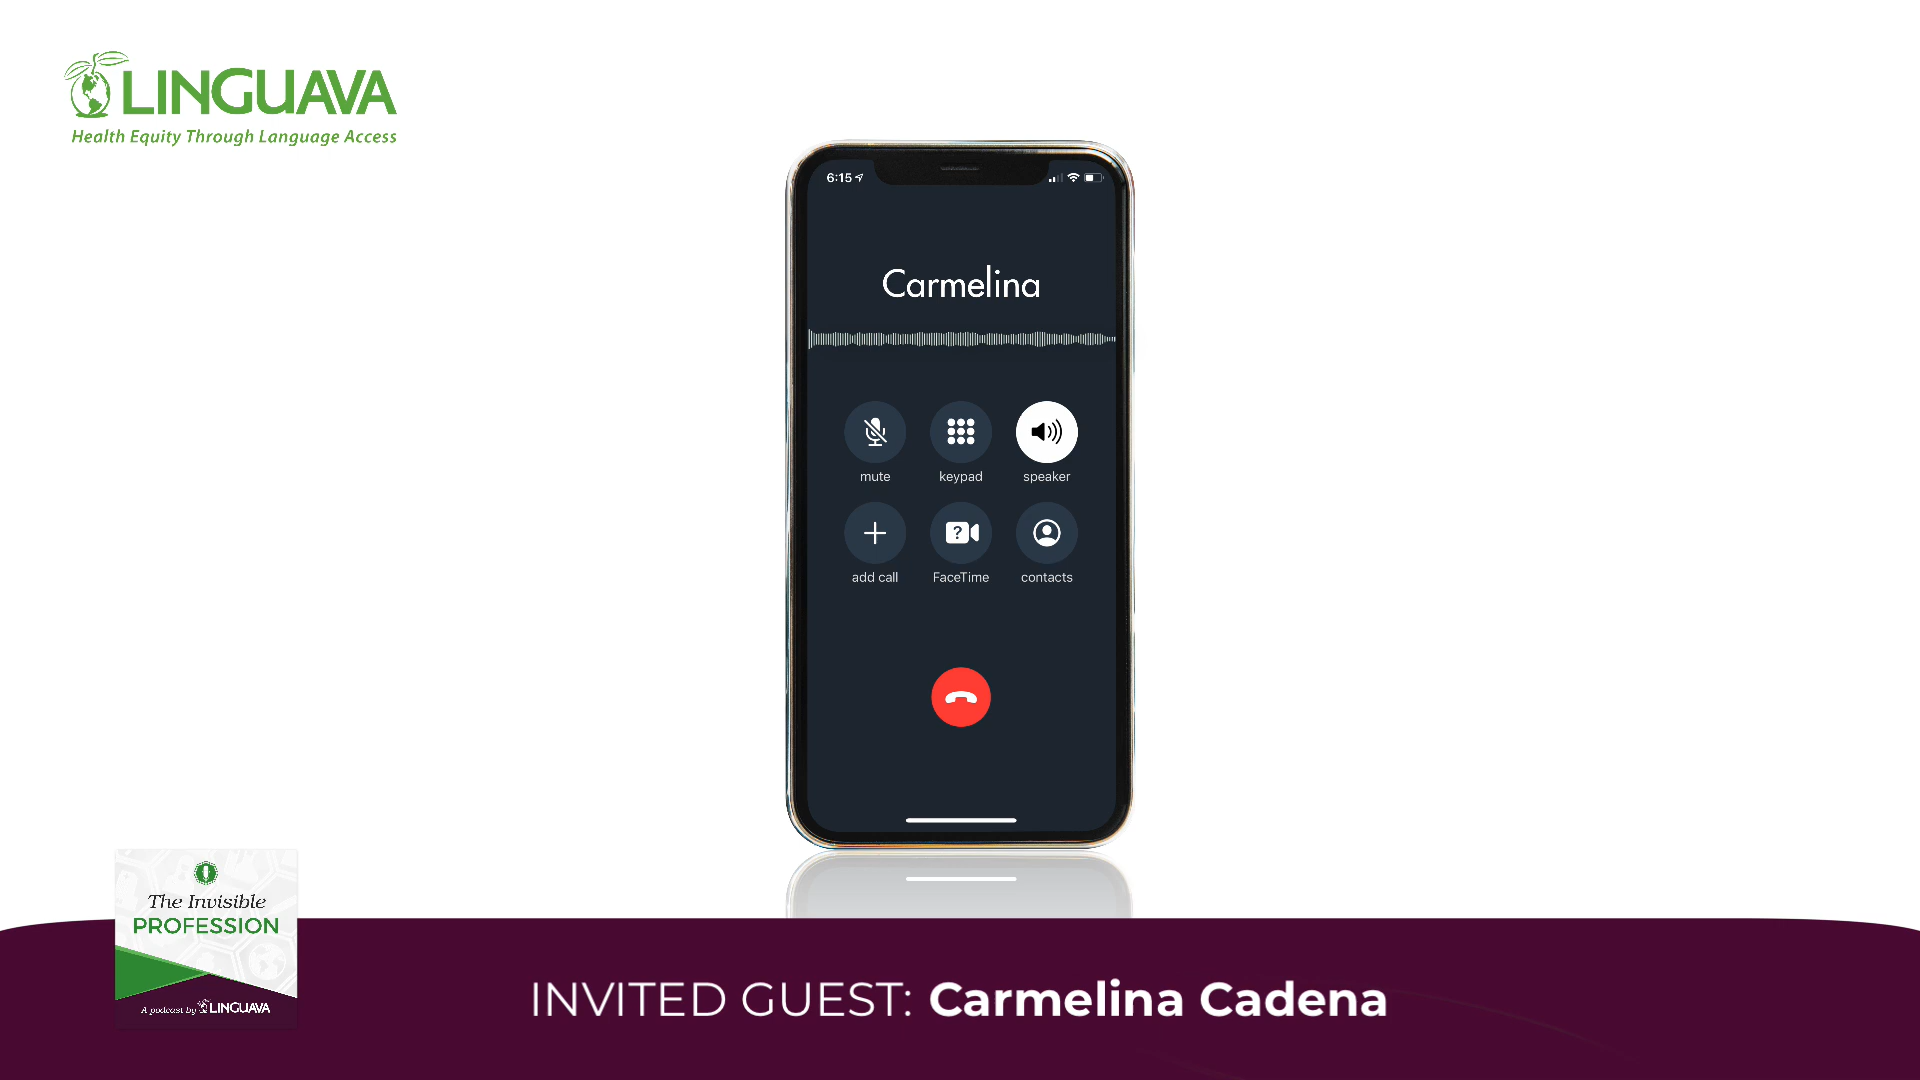 LINGUAVA
Health Equity Through Language Access
6:15
Carmelina
mute
keypad
speaker
add call
FaceTime
contacts
The Invisible
PROFESSION
A podcast by LINGUAVA
INVITED GUEST: Carmelina Cadena